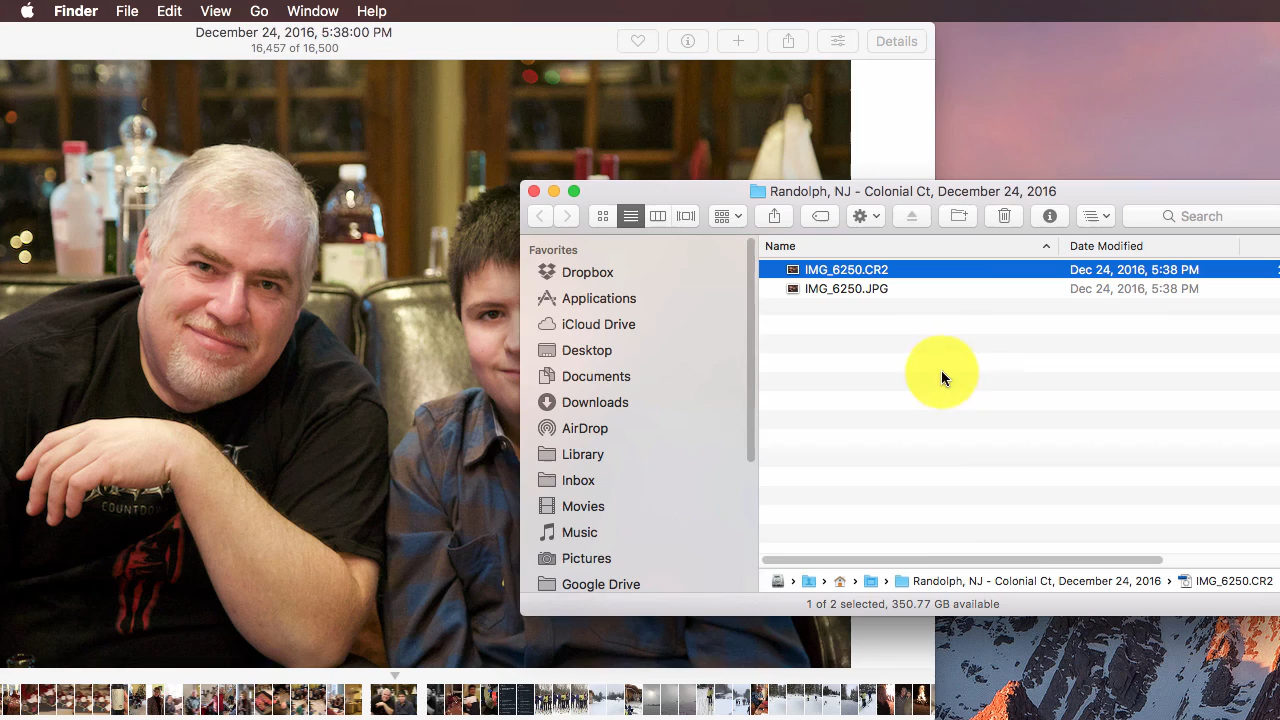 Finder File Edit View Go Window Help
December 24, 2016, 5:38:00 PM
16,457 of 16,500
Details
COUNTDO
Randolph, NJ - Colonial Ct, December 24, 2016
Search
Favorites
Dropbox
Applications
iCloud Drive
Desktop
Documents
Downloads
AirDrop
Library
Inbox
Movies
Music
Pictures
Google Drive
Name Date Modified
IMG_6250.CR2 Dec 24, 2016, 5:38 PM
IMG_6250.JPG Dec 24, 2016, 5:38 PM
Randolph, NJ - Colonial Ct, December 24, 2016 › IMG_6250.CR2
1 of 2 selected, 350.77 GB available